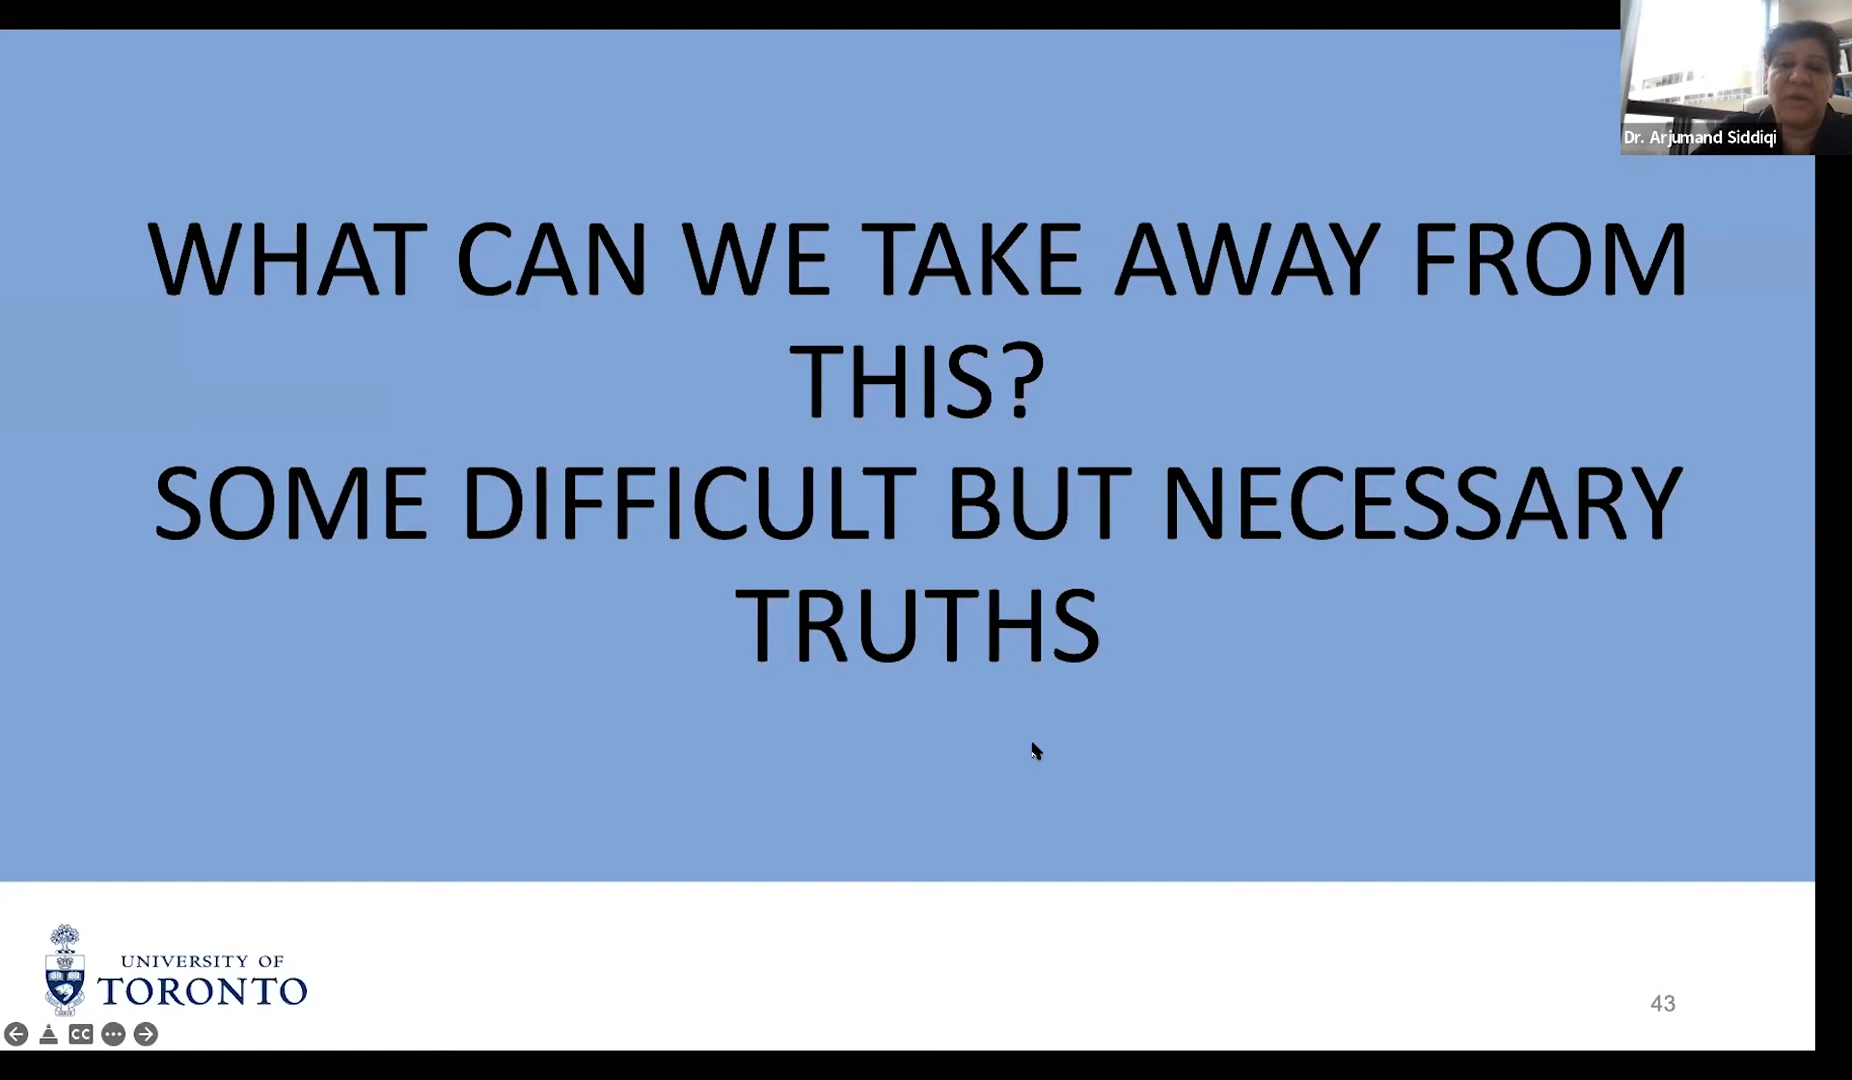 Dr. Arjumand Siddiqi
WHAT CAN WE TAKE AWAY FROM
THIS?
SOME DIFFICULT BUT NECESSARY
TRUTHS
UNIVERSITY OF
TORONTO
43
CC